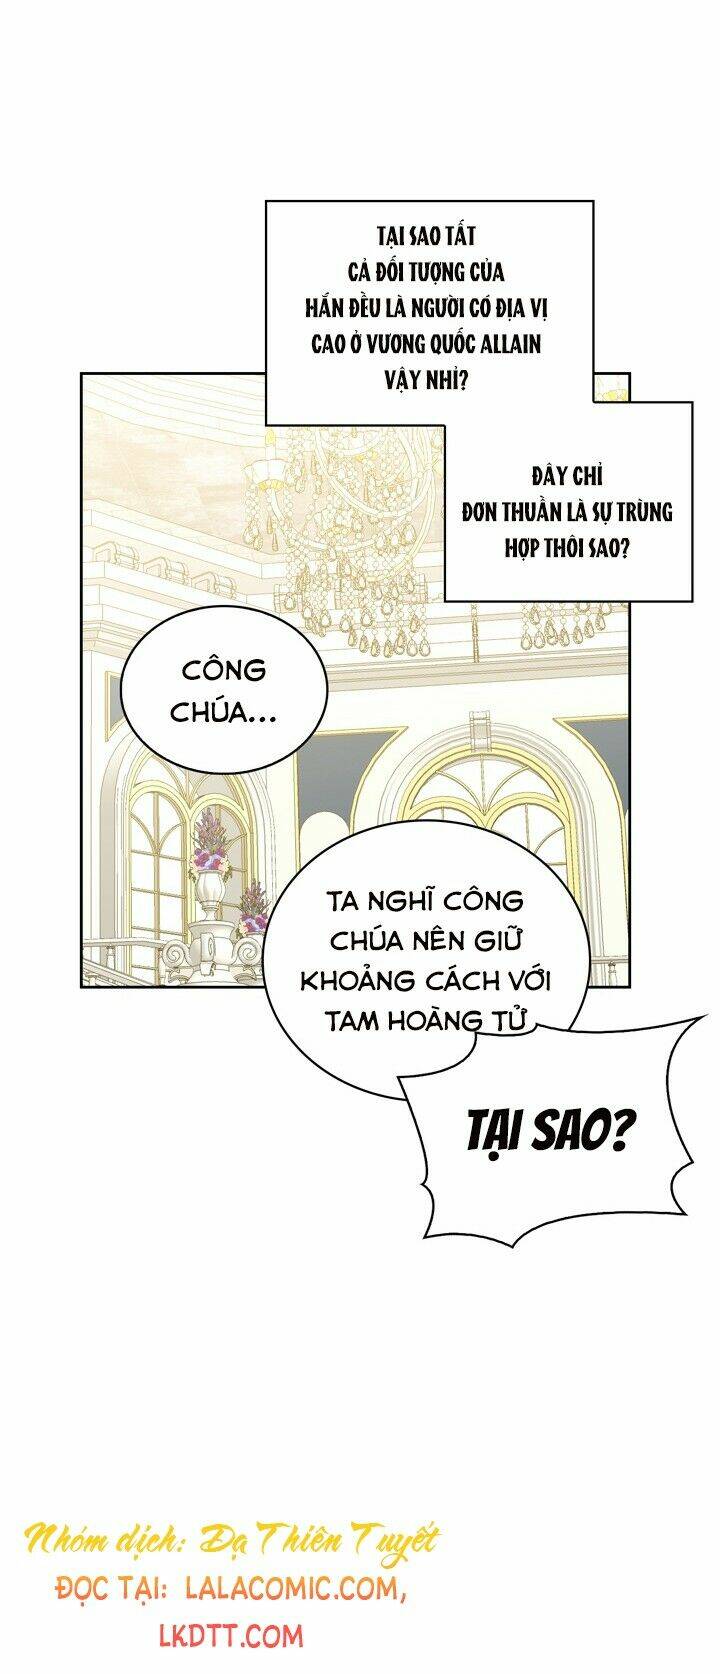 TẠI SAO TẤT
CẢ ĐỐI TƯỢNG CỦA
HẮN ĐỀU LÀ NGƯỜI CÓ ĐỊA VỊ
CAO Ở VƯƠNG QUỐC ALLAIN
VẬY NHỈ?
ĐÂY CHỈ
ĐƠN THUẦN LÀ SỰ TRÙNG
HỢP THÔI SAO?
CÔNG
CHÚA...
TA NGHĨ CÔNG
CHÚA NÊN GIỮ
KHOẢNG CÁCH VỚI
TAM HOÀNG TỬ
TẠI SAO?
Nhóm dịch: Dạ Thiên Tuyết
ĐỌC TẠI: LALACOMIC.COM,
LKDTT.COM